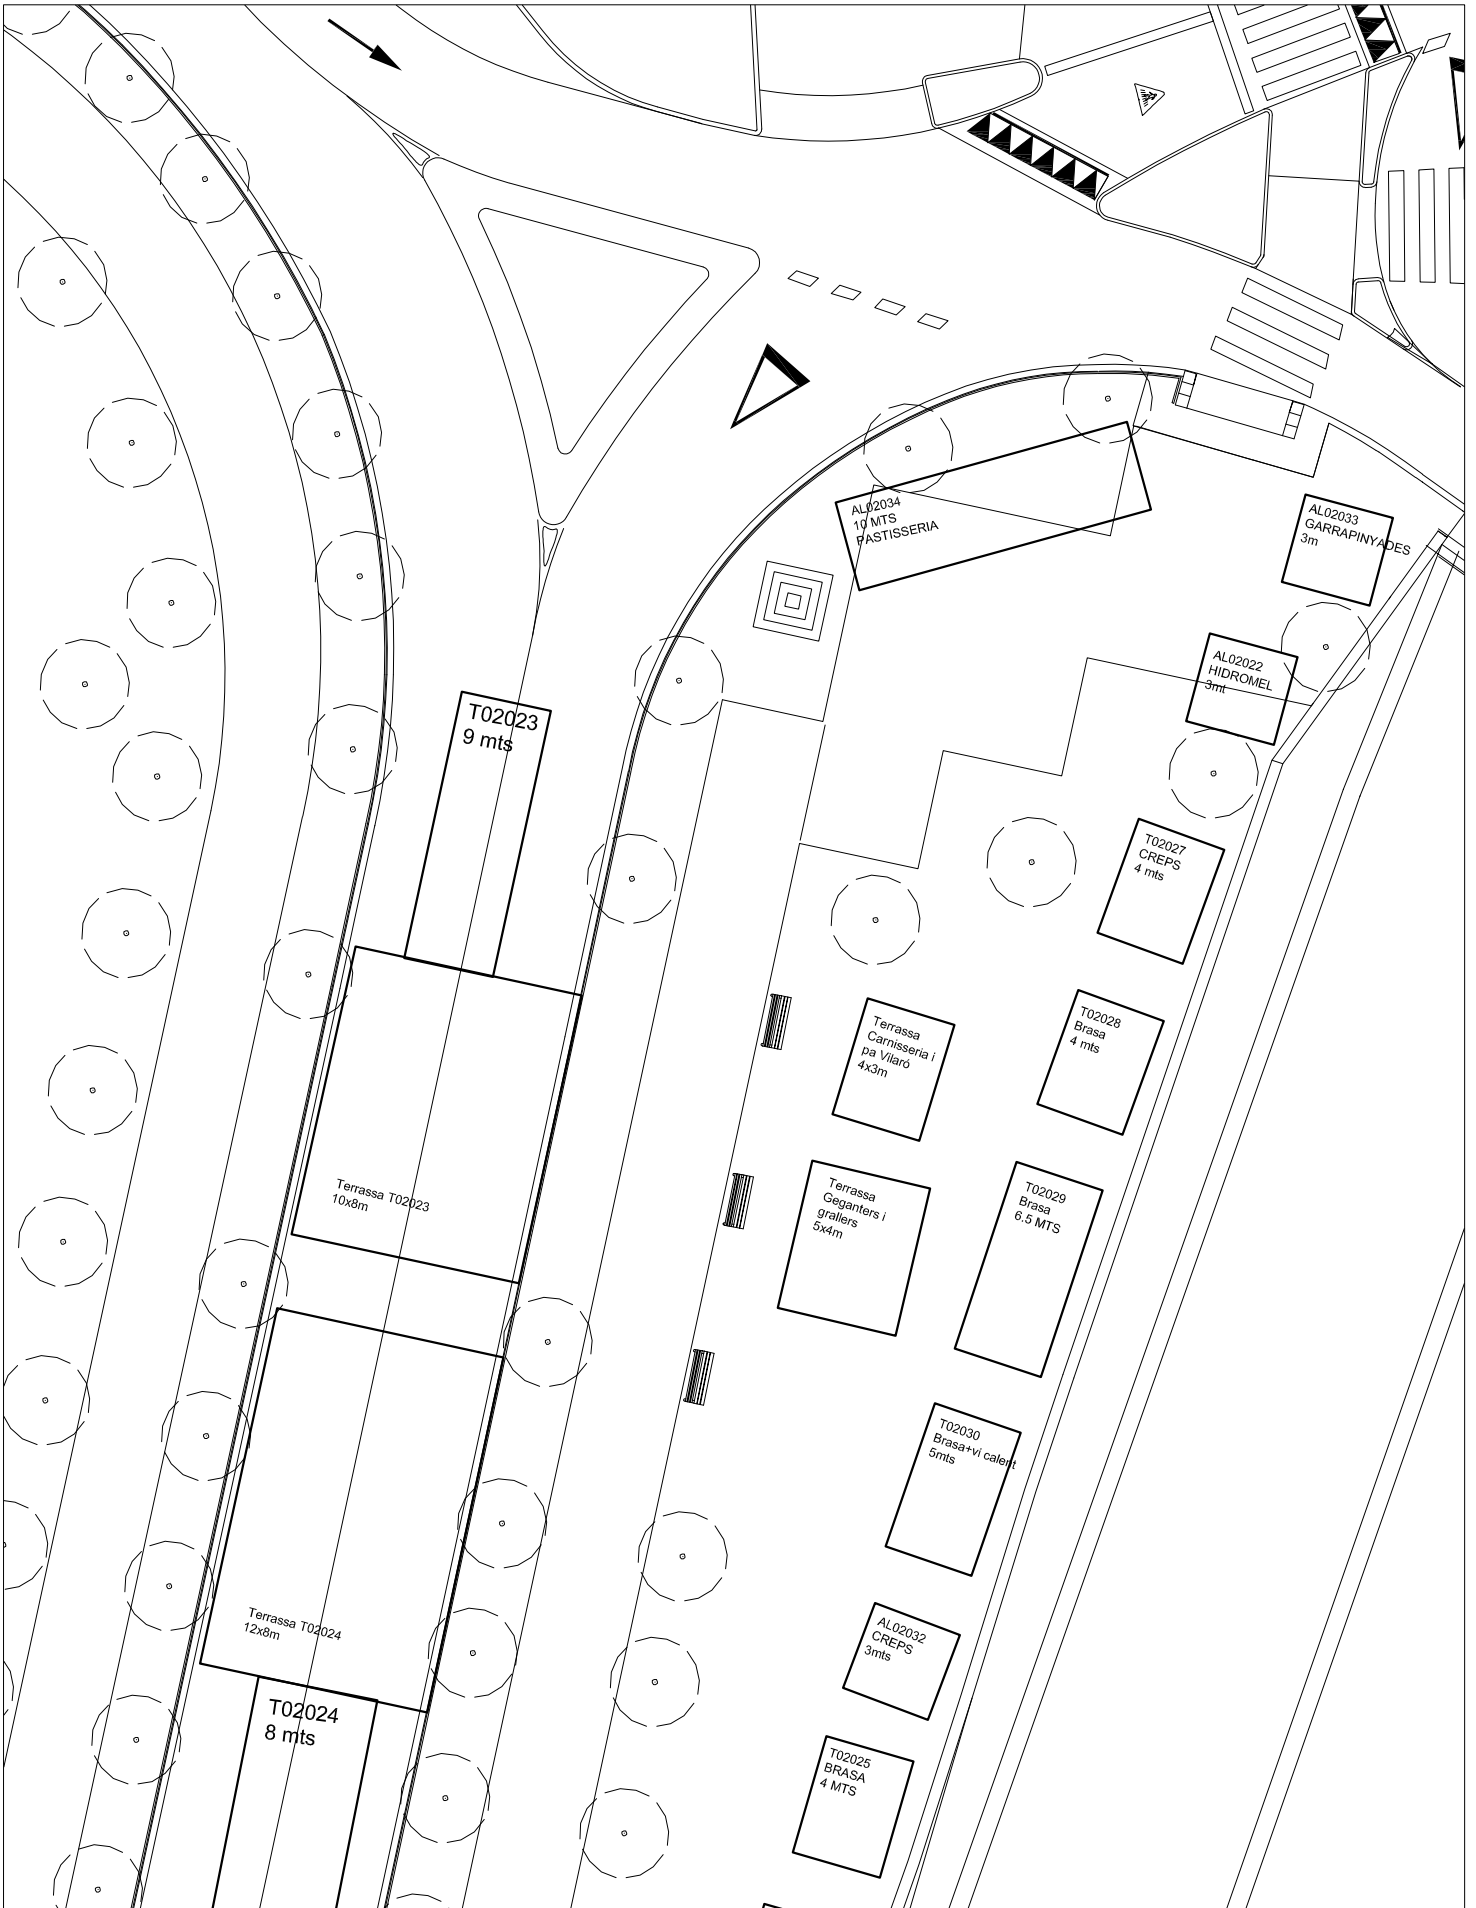 AL02034
10 MTS
PASTISSERIA
AL02033
GARRAPINYADES
3m
AL02022
HIDROMEL
3mt
T02023
9 mts
T02027
CREPS
4 mts
Terrassa
Carnisseria i
pa Vilaró
4x3m
T02028
Brasa
4 mts
Terrassa T02023
10x8m
Terrassa
Geganters i
grallers
5x4m
T02029
Brasa
6.5 MTS
T02030
Brasa+vi calent
5mts
Terrassa T02024
12x8m
AL02032
CREPS
3mts
T02024
8 mts
T02025
BRASA
4 MTS